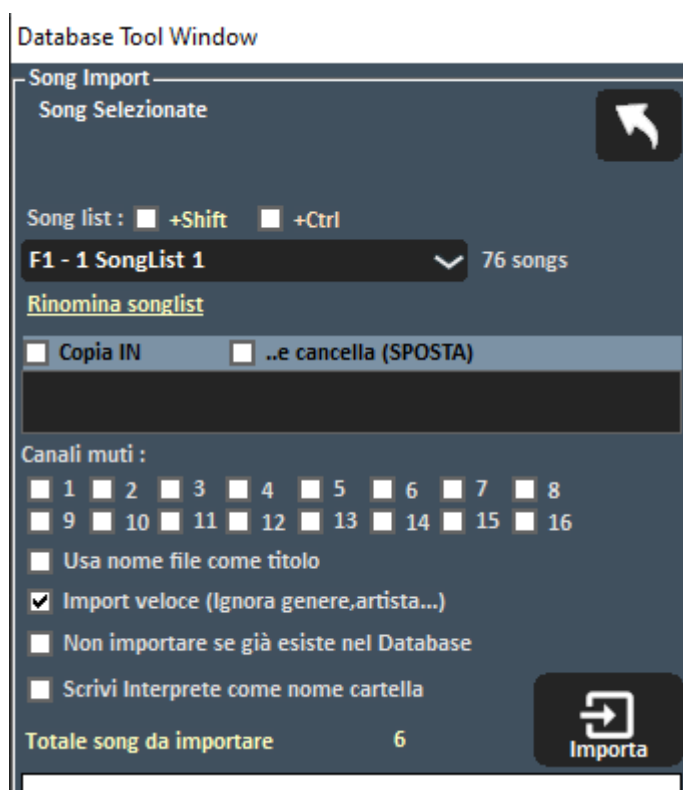 Database Tool Window
Song Import
Song Selezionate
Song list : +Shift +Ctrl
F1 - 1 SongList 1 76 songs
Rinomina songlist
Copia IN ..e cancella (SPOSTA)
Canali muti :
1 2 3 4 5 6 7 8
9 10 11 12 13 14 15 16
Usa nome file come titolo
Import veloce (Ignora genere,artista...)
Non importare se già esiste nel Database
Scrivi Interprete come nome cartella
Totale song da importare 6
Importa